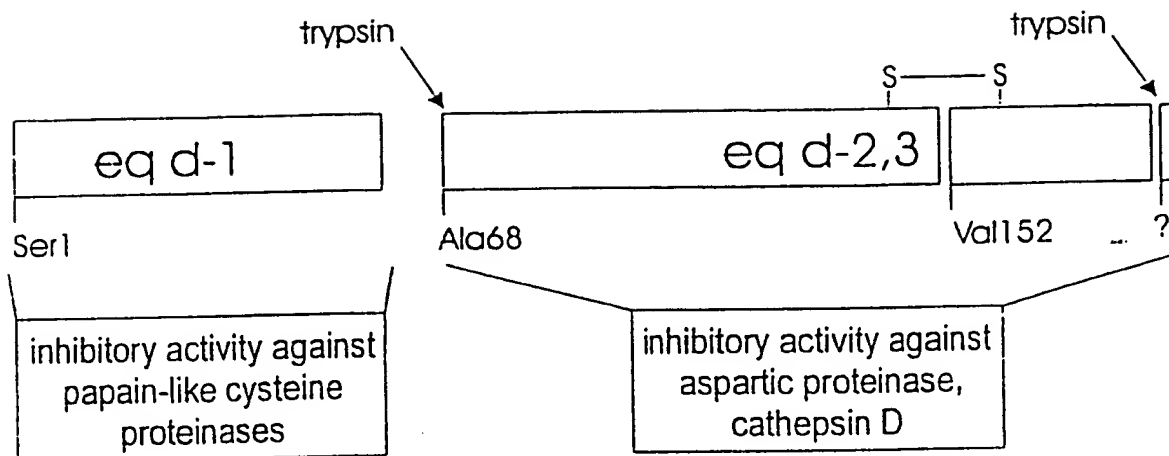 trypsin
trypsin
S S
eq d-1
eq d-2,3
Ser1
Ala68
Val152
?
inhibitory activity against
papain-like cysteine
proteinases
inhibitory activity against
aspartic proteinase,
cathepsin D